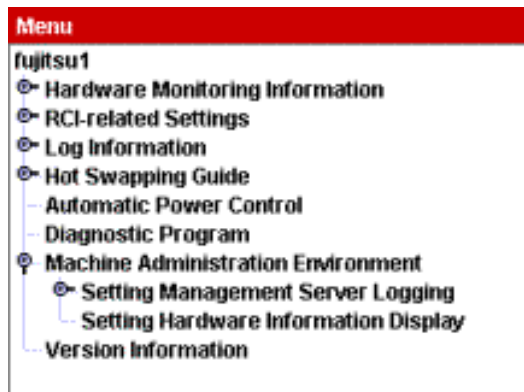 Menu
fujitsu1
Hardware Monitoring Information
RCI-related Settings
Log Information
Hot Swapping Guide
Automatic Power Control
Diagnostic Program
Machine Administration Environment
Setting Management Server Logging
Setting Hardware Information Display
Version Information